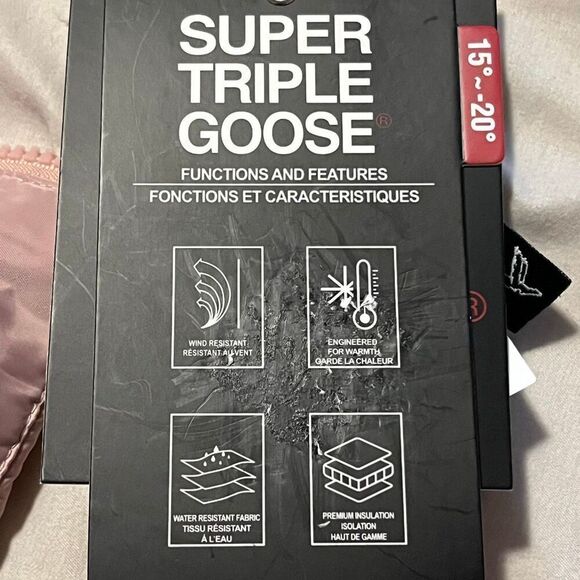 SUPER
TRIPLE
GOOSE®
15° ~ -20°
FUNCTIONS AND FEATURES
FONCTIONS ET CARACTERISTIQUES
WIND RESISTANT
RÉSISTANT AU VENT
ENGINEERED
FOR WARMTH
GARDE LA CHALEUR
®
WATER RESISTANT FABRIC
TISSU RÉSISTANT
À L'EAU
PREMIUM INSULATION
ISOLATION
HAUT DE GAMME